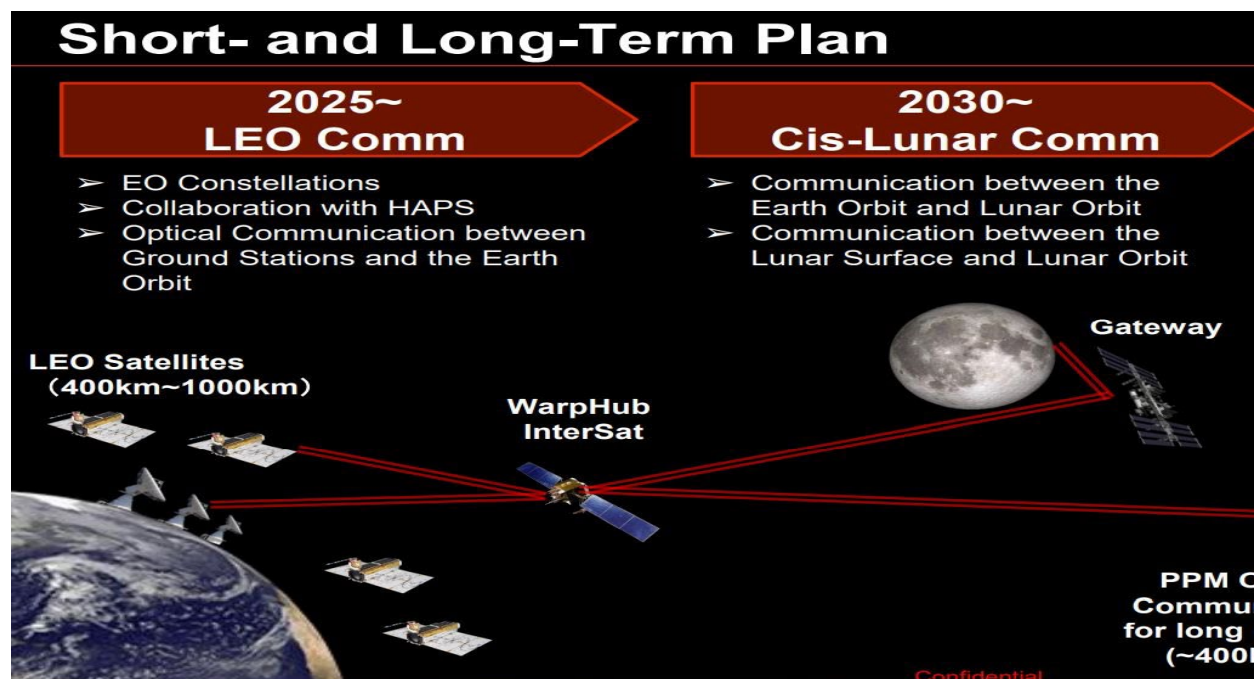 Short- and Long-Term Plan
2025~
LEO Comm
➢ EO Constellations
➢ Collaboration with HAPS
➢ Optical Communication between
Ground Stations and the Earth
Orbit
2030~
Cis-Lunar Comm
➢ Communication between the
Earth Orbit and Lunar Orbit
➢ Communication between the
Lunar Surface and Lunar Orbit
Gateway
LEO Satellites
（400km~1000km）
WarpHub
InterSat
PPM
for long
Confidential